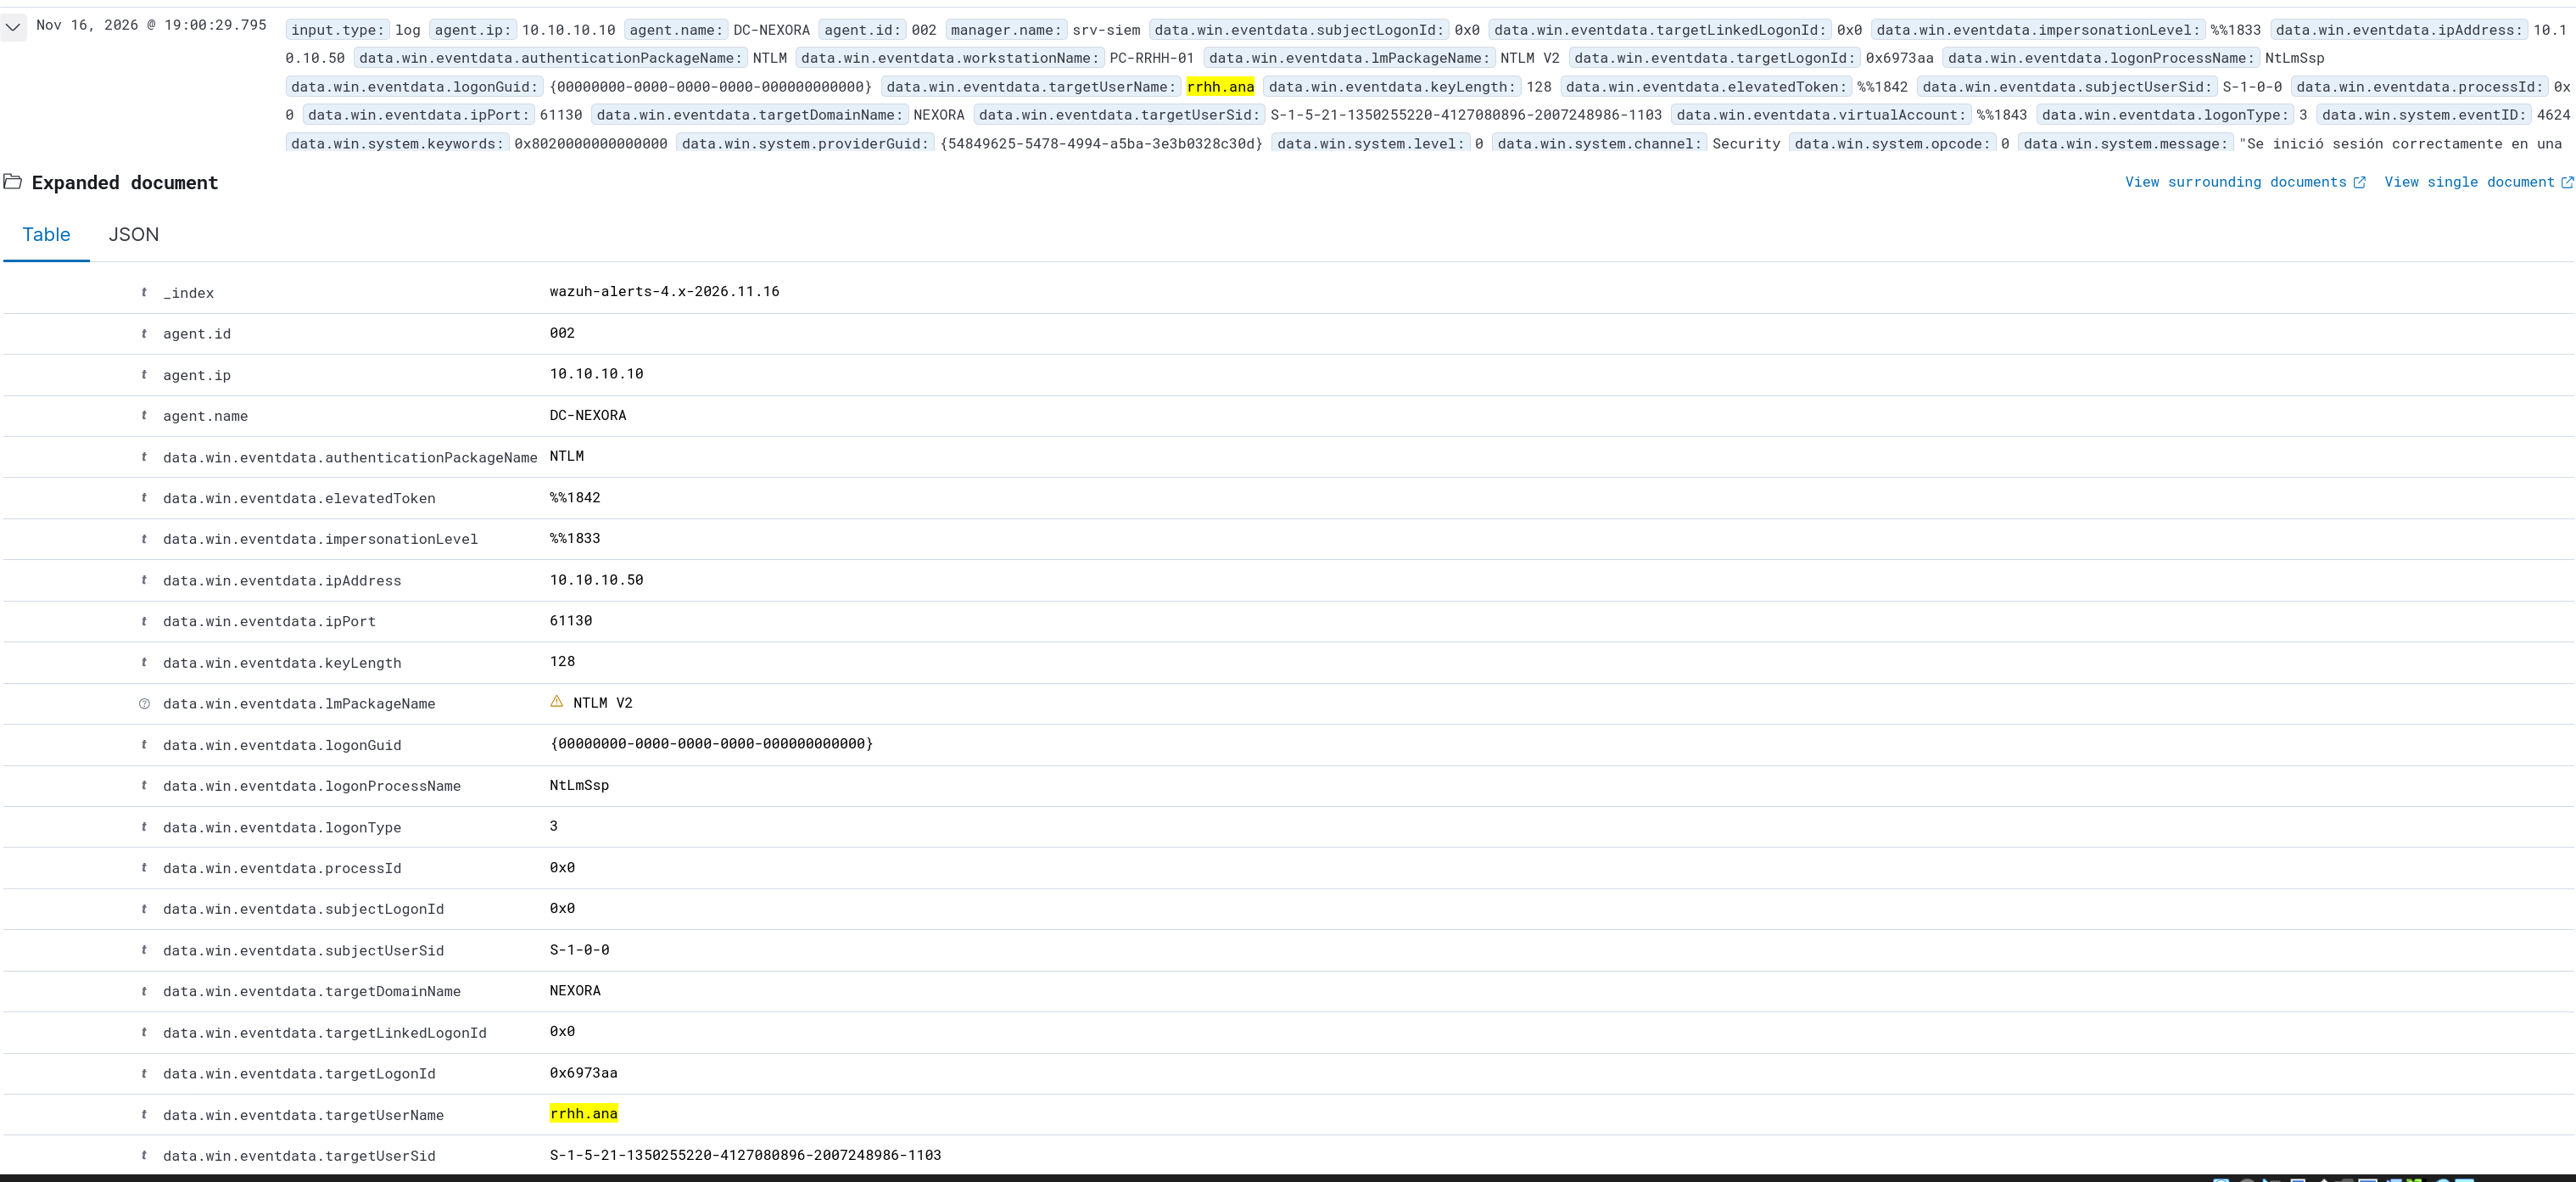 Nov 16, 2026 @ 19:00:29.795
input.type: log agent.ip: 10.10.10.10 agent.name: DC-NEXORA agent.id: 002 manager.name: srv-siem data.win.eventdata.subjectLogonId: 0x0 data.win.eventdata.targetLinkedLogonId: 0x0 data.win.eventdata.impersonationLevel: %%1833 data.win.eventdata.ipAddress: 10.1
0.10.50 data.win.eventdata.authenticationPackageName: NTLM data.win.eventdata.workstationName: PC-RRHH-01 data.win.eventdata.lmPackageName: NTLM V2 data.win.eventdata.targetLogonId: 0x6973aa data.win.eventdata.logonProcessName: NtLmSsp
data.win.eventdata.logonGuid: {00000000-0000-0000-0000-000000000000} data.win.eventdata.targetUserName: rrhh.ana data.win.eventdata.keyLength: 128 data.win.eventdata.elevatedToken: %%1842 data.win.eventdata.subjectUserSid: S-1-0-0 data.win.eventdata.processId: 0x
0 data.win.eventdata.ipPort: 61130 data.win.eventdata.targetDomainName: NEXORA data.win.eventdata.targetUserSid: S-1-5-21-1350255220-4127080896-2007248986-1103 data.win.eventdata.virtualAccount: %%1843 data.win.eventdata.logonType: 3 data.win.system.eventID: 4624
data.win.system.keywords: 0x8020000000000000 data.win.system.providerGuid: {54849625-5478-4994-a5ba-3e3b0328c30d} data.win.system.level: 0 data.win.system.channel: Security data.win.system.opcode: 0 data.win.system.message: "Se inició sesión correctamente en una
Expanded document
View surrounding documents View single document
Table JSON
t _index wazuh-alerts-4.x-2026.11.16
t agent.id 002
t agent.ip 10.10.10.10
t agent.name DC-NEXORA
t data.win.eventdata.authenticationPackageName NTLM
t data.win.eventdata.elevatedToken %%1842
t data.win.eventdata.impersonationLevel %%1833
t data.win.eventdata.ipAddress 10.10.10.50
t data.win.eventdata.ipPort 61130
t data.win.eventdata.keyLength 128
data.win.eventdata.lmPackageName NTLM V2
t data.win.eventdata.logonGuid {00000000-0000-0000-0000-000000000000}
t data.win.eventdata.logonProcessName NtLmSsp
t data.win.eventdata.logonType 3
t data.win.eventdata.processId 0x0
t data.win.eventdata.subjectLogonId 0x0
t data.win.eventdata.subjectUserSid S-1-0-0
t data.win.eventdata.targetDomainName NEXORA
t data.win.eventdata.targetLinkedLogonId 0x0
t data.win.eventdata.targetLogonId 0x6973aa
t data.win.eventdata.targetUserName rrhh.ana
t data.win.eventdata.targetUserSid S-1-5-21-1350255220-4127080896-2007248986-1103